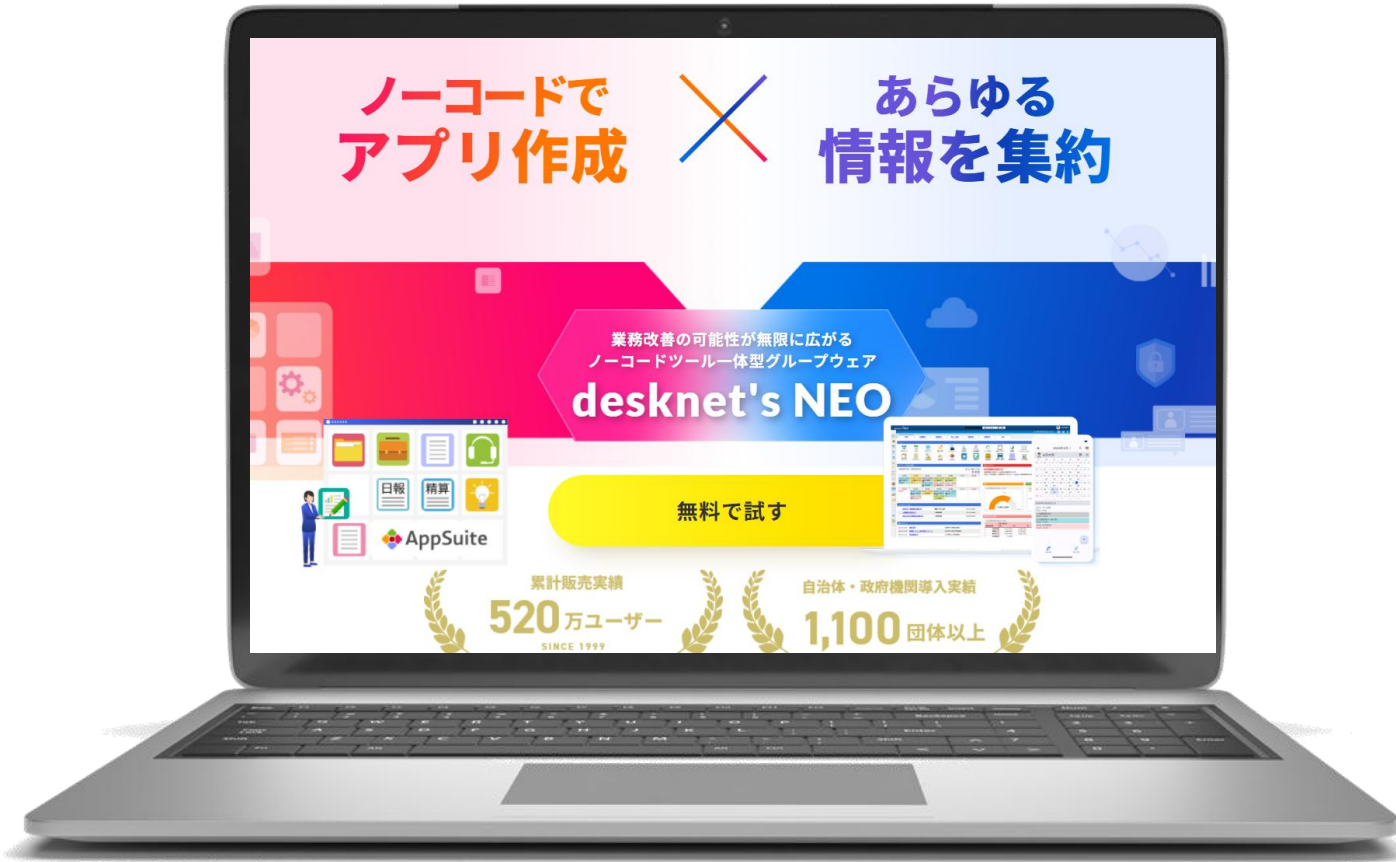 ノーコードで
アプリ作成
あらゆる
情報を集約
業務改善の可能性が無限に広がる
ノーコードツール一体型グループウェア
desknet's NEO
日報
精算
AppSuite
無料で試す
累計販売実績
520万ユーザー
SINCE 1999
自治体・政府機関導入実績
1,100団体以上